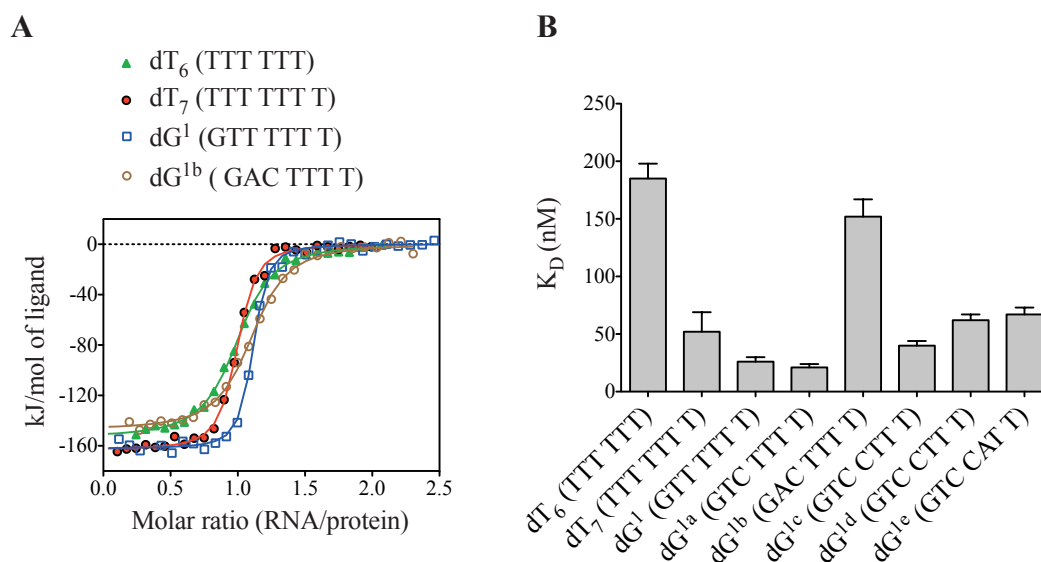 A
dT₆ (TTT TTT)
dT₇ (TTT TTT T)
dG¹ (GTT TTT T)
dG¹ᵇ ( GAC TTT T)
kJ/mol of ligand
0
-40
-80
-120
-160
0.0 0.5 1.0 1.5 2.0 2.5
Molar ratio (RNA/protein)
B
K_D (nM)
250
200
150
100
50
0
dT₆ (TTT TTT)
dT₇ (TTT TTT T)
dG¹ (GTT TTT T)
dG¹ᵃ (GTC TTT T)
dG¹ᵇ (GAC TTT T)
dG¹ᶜ (GTC CTT T)
dG¹ᵈ (GTC CTT T)
dG¹ᵉ (GTC CAT T)